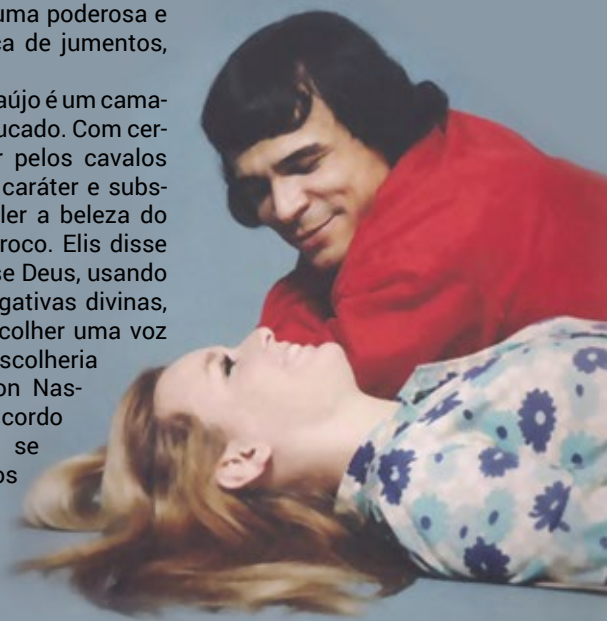 uma poderosa e
ça de jumentos,
aújo é um cama-
ucado. Com cer-
r pelos cavalos
caráter e subs-
ler a beleza do
roco. Elis disse
se Deus, usando
gativas divinas,
colher uma voz
scolheria
on Nas-
cordo
se
os